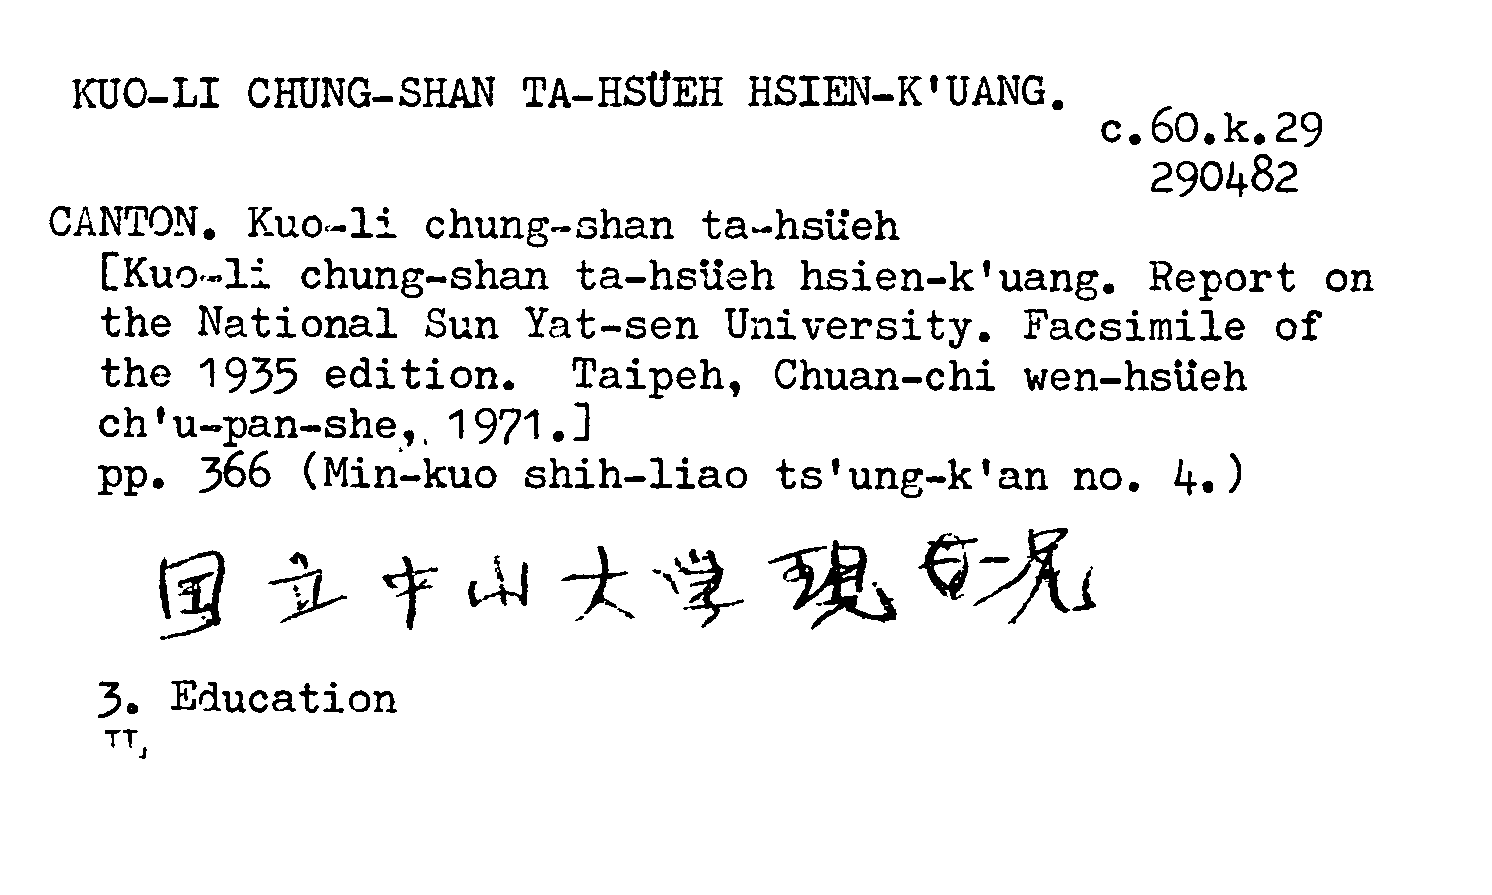 KUO-LI CHUNG-SHAN TA-HSÜEH HSIEN-K'UANG.
c.60.k.29
290482
CANTON. Kuo-li chung-shan ta-hsüeh
[Kuo-li chung-shan ta-hsüeh hsien-k'uang. Report on
the National Sun Yat-sen University. Facsimile of
the 1935 edition. Taipeh, Chuan-chi wen-hsüeh
ch'u-pan-she, 1971.]
pp. 366 (Min-kuo shih-liao ts'ung-k'an no. 4.)
国立中山大学現况
3. Education